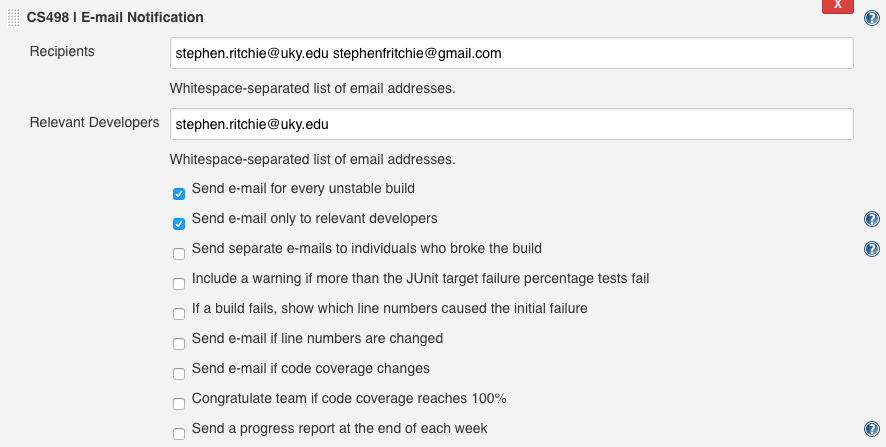 X
CS498 | E-mail Notification
?
Recipients
stephen.ritchie@uky.edu stephenfritchie@gmail.com
Whitespace-separated list of email addresses.
Relevant Developers
stephen.ritchie@uky.edu
Whitespace-separated list of email addresses.
Send e-mail for every unstable build
Send e-mail only to relevant developers
?
Send separate e-mails to individuals who broke the build
?
Include a warning if more than the JUnit target failure percentage tests fail
If a build fails, show which line numbers caused the initial failure
Send e-mail if line numbers are changed
Send e-mail if code coverage changes
Congratulate team if code coverage reaches 100%
Send a progress report at the end of each week
?